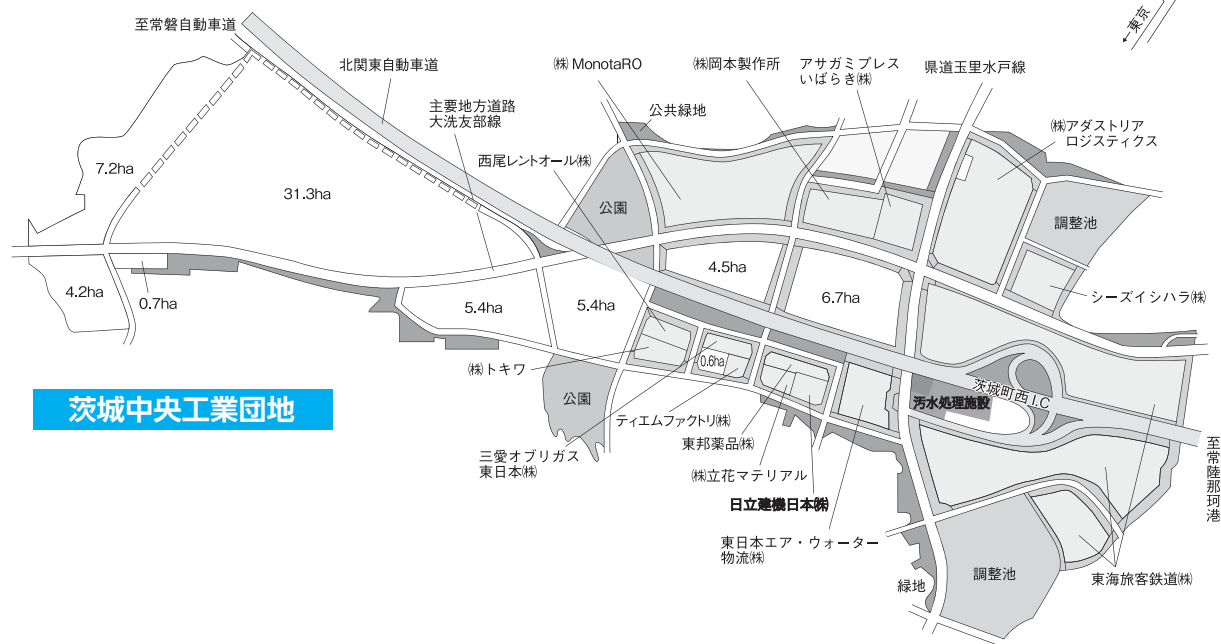 ←東京
至常磐自動車道
北関東自動車道
㈱MonotaRO
㈱岡本製作所
アサガミプレス
いばらき㈱
県道玉里水戸線
主要地方道路
大洗友部線
公共緑地
㈱アダストリア
ロジスティクス
西尾レントオール㈱
7.2ha
31.3ha
公園
調整池
4.5ha
4.2ha
0.7ha
5.4ha
5.4ha
6.7ha
シーズイシハラ㈱
㈱トキワ
0.6ha
茨城町西I.C
汚水処理施設
茨城中央工業団地
公園
ティエムファクトリ㈱
三愛オブリガス
東日本㈱
東邦薬品㈱
㈱立花マテリアル
日立建機日本㈱
至常陸那珂港
東日本エア・ウォーター
物流㈱
緑地
調整池
東海旅客鉄道㈱